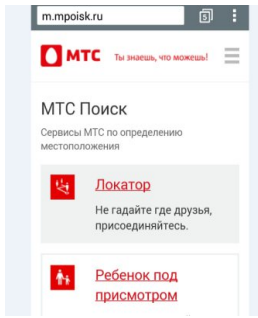 m.mpoisk.ru 5
МТС Ты знаешь, что можешь!
МТС Поиск
Сервисы МТС по определению
местоположения
Локатор
Не гадайте где друзья,
присоединяйтесь.
Ребенок под
присмотром